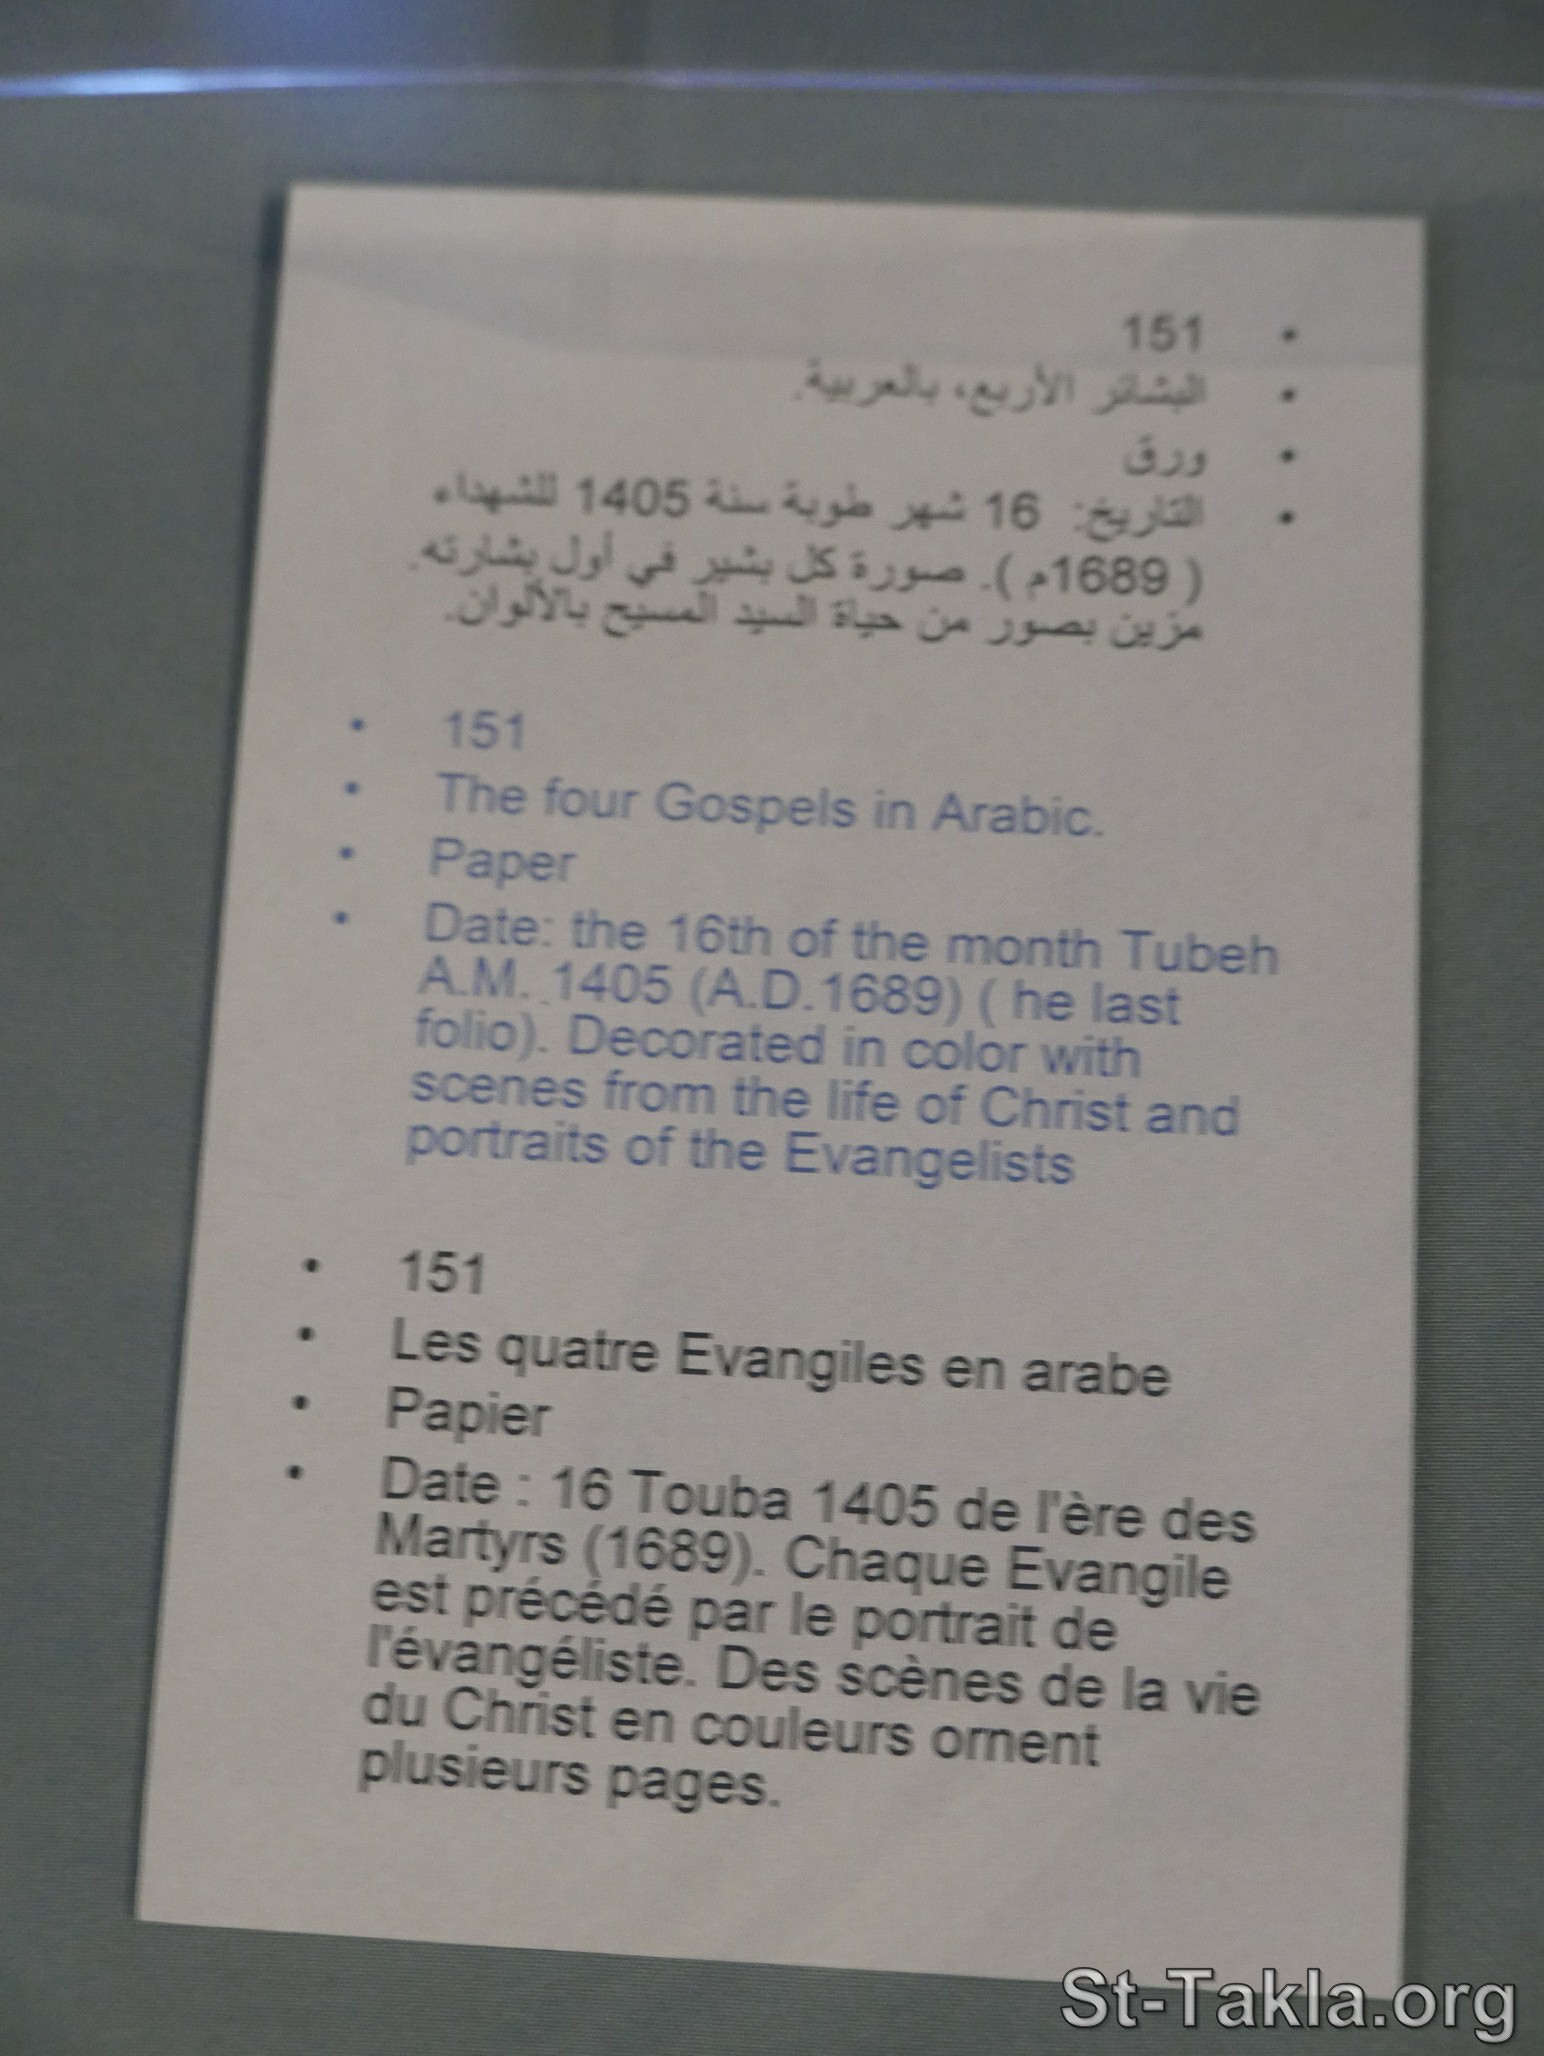 • 151
• البشائر الأربع، بالعربية.
• ورق
• التاريخ: 16 شهر طوبة سنة 1405 للشهداء
( 1689م ). صورة كل بشير في أول بشارته.
مزين بصور من حياة السيد المسيح بالألوان.
• 151
• The four Gospels in Arabic.
• Paper
• Date: the 16th of the month Tubeh
A.M. 1405 (A.D.1689) ( he last
folio). Decorated in color with
scenes from the life of Christ and
portraits of the Evangelists
• 151
• Les quatre Evangiles en arabe
• Papier
• Date : 16 Touba 1405 de l'ère des
Martyrs (1689). Chaque Evangile
est précédé par le portrait de
l'évangéliste. Des scènes de la vie
du Christ en couleurs ornent
plusieurs pages.
St-Takla.org